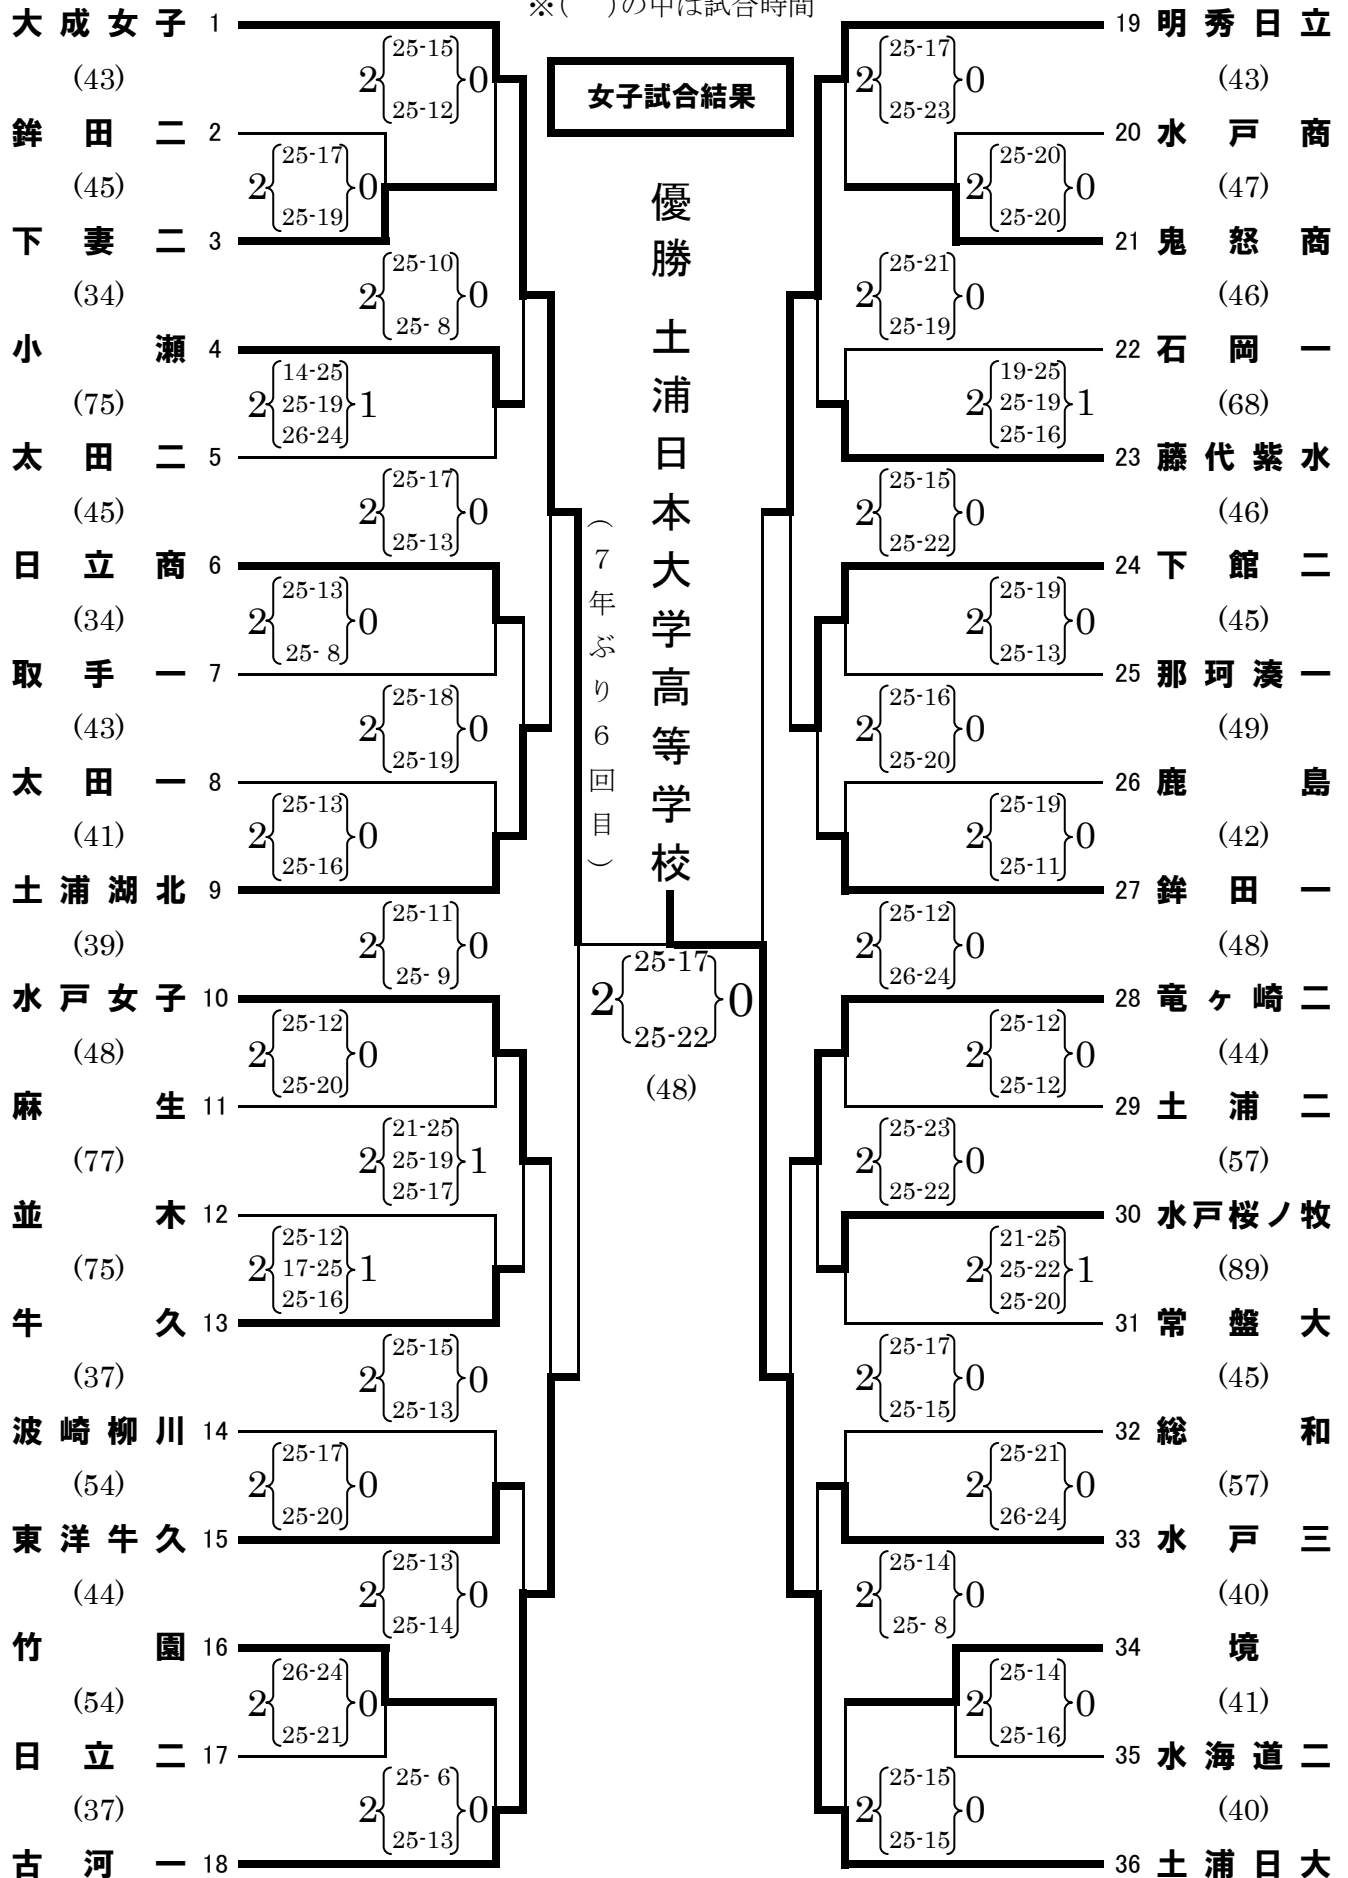 ※(　)の中は試合時間
女子試合結果
優勝 土浦日本大学高等学校
（7年ぶり6回目）
大成女子 1
(43)
2 25-15 25-12 0
鉾田二 2
(45)
2 25-17 25-19 0
下妻二 3
(34)
2 25-10 25- 8 0
小瀬 4
(75)
2 14-25 25-19 26-24 1
太田二 5
(45)
2 25-17 25-13 0
日立商 6
(34)
2 25-13 25- 8 0
取手一 7
(43)
2 25-18 25-19 0
太田一 8
(41)
2 25-13 25-16 0
土浦湖北 9
(39)
2 25-11 25- 9 0
水戸女子 10
(48)
2 25-12 25-20 0
麻生 11
(77)
2 21-25 25-19 25-17 1
並木 12
(75)
2 25-12 17-25 25-16 1
牛久 13
(37)
2 25-15 25-13 0
波崎柳川 14
(54)
2 25-17 25-20 0
東洋牛久 15
(44)
2 25-13 25-14 0
竹園 16
(54)
2 26-24 25-21 0
日立二 17
(37)
2 25- 6 25-13 0
古河一 18
2 25-17 25-22 0
(48)
19 明秀日立
(43)
2 25-17 25-23 0
20 水戸商
(47)
2 25-20 25-20 0
21 鬼怒商
(46)
2 25-21 25-19 0
22 石岡一
(68)
2 19-25 25-19 25-16 1
23 藤代紫水
(46)
2 25-15 25-22 0
24 下館二
(45)
2 25-19 25-13 0
25 那珂湊一
(49)
2 25-16 25-20 0
26 鹿島
(42)
2 25-19 25-11 0
27 鉾田一
(48)
2 25-12 26-24 0
28 竜ヶ崎二
(44)
2 25-12 25-12 0
29 土浦二
(57)
2 25-23 25-22 0
30 水戸桜ノ牧
(89)
2 21-25 25-22 25-20 1
31 常盤大
(45)
2 25-17 25-15 0
32 総和
(57)
2 25-21 26-24 0
33 水戸三
(40)
2 25-14 25- 8 0
34 境
(41)
2 25-14 25-16 0
35 水海道二
(40)
2 25-15 25-15 0
36 土浦日大